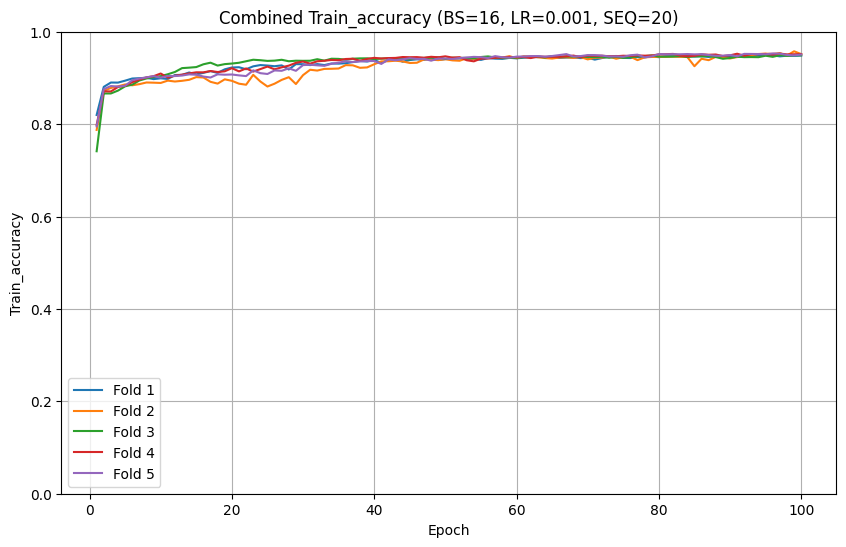 Combined Train_accuracy (BS=16, LR=0.001, SEQ=20)
Train_accuracy
1.0
0.8
0.6
0.4
0.2
0.0
Fold 1
Fold 2
Fold 3
Fold 4
Fold 5
0 20 40 60 80 100
Epoch